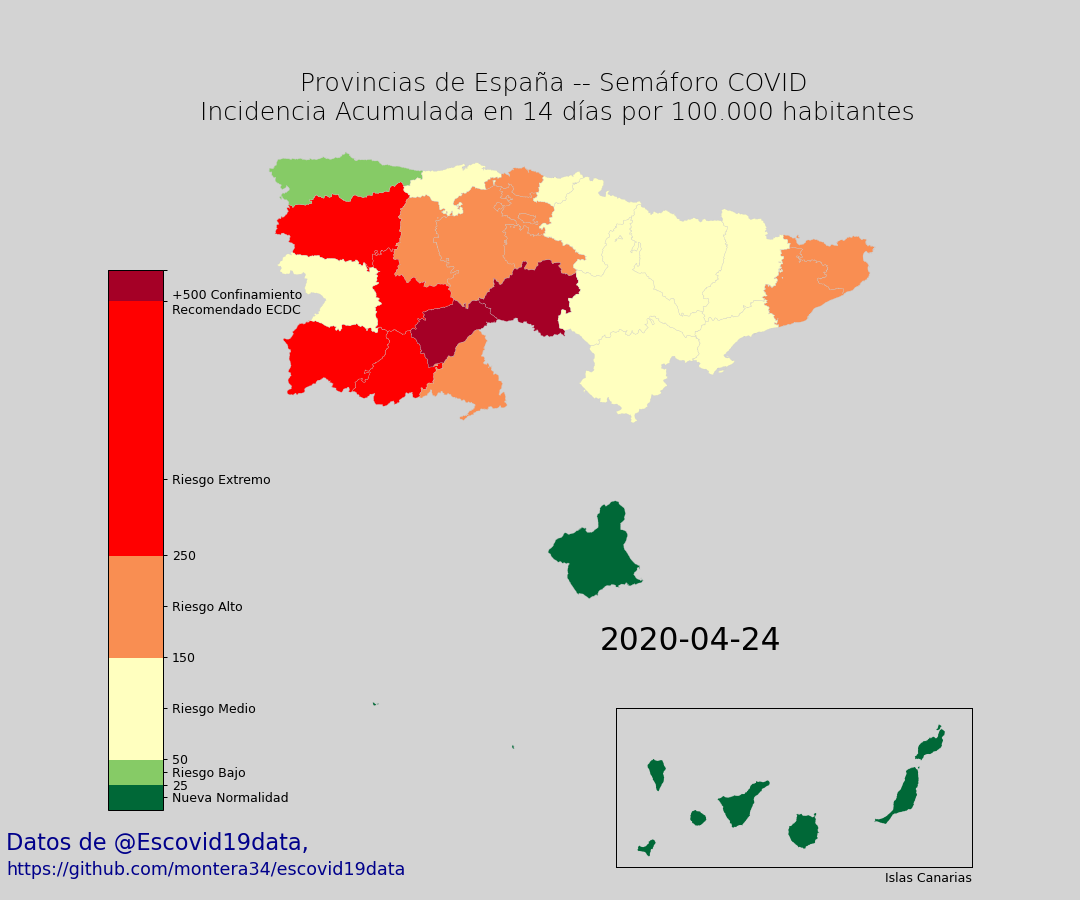 Provincias de España -- Semáforo COVID
Incidencia Acumulada en 14 días por 100.000 habitantes
+500 Confinamiento
Recomendado ECDC
Riesgo Extremo
250
Riesgo Alto
150
Riesgo Medio
50
Riesgo Bajo
25
Nueva Normalidad
2020-04-24
Islas Canarias
Datos de @Escovid19data,
https://github.com/montera34/escovid19data